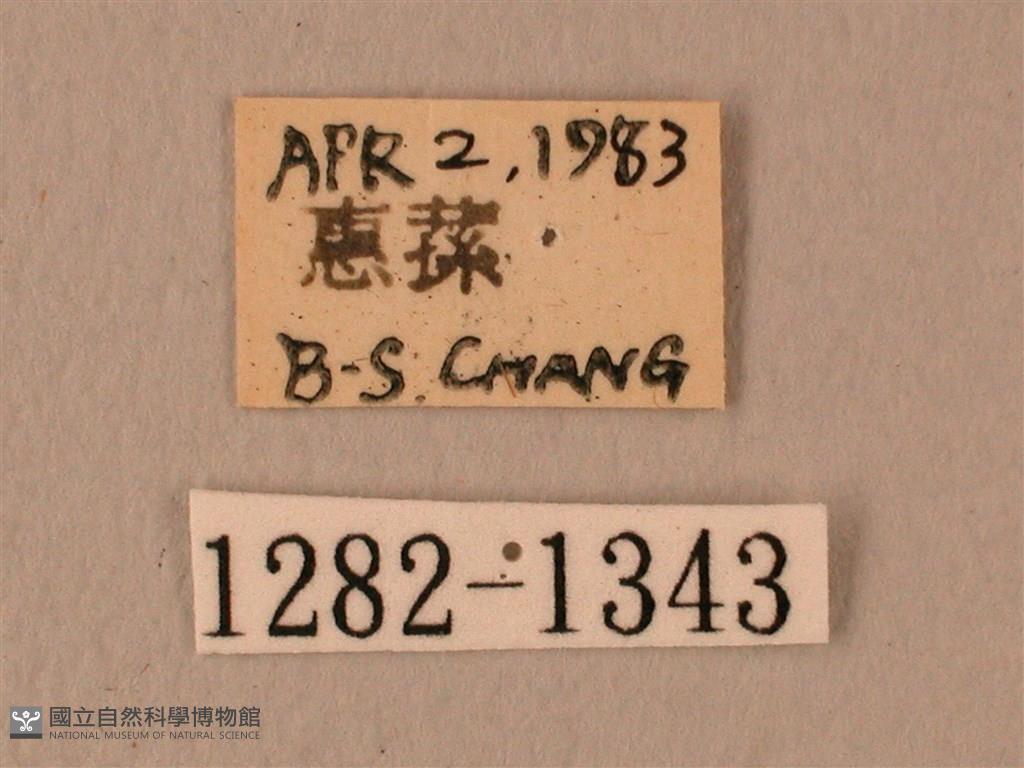 APR 2, 1983
惠蓀
B-S. CHANG
1282-1343
國立自然科學博物館
NATIONAL MUSEUM OF NATURAL SCIENCE